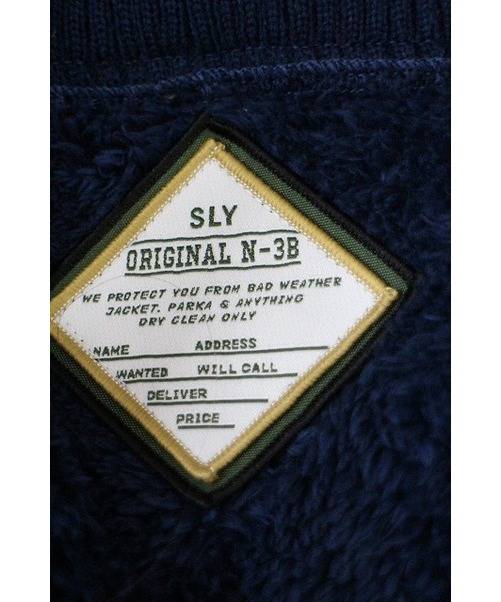 SLY
ORIGINAL N-3B
WE PROTECT YOU FROM BAD WEATHER
JACKET. PARKA & ANYTHING
DRY CLEAN ONLY
NAME ADDRESS
WANTED WILL CALL
DELIVER
PRICE